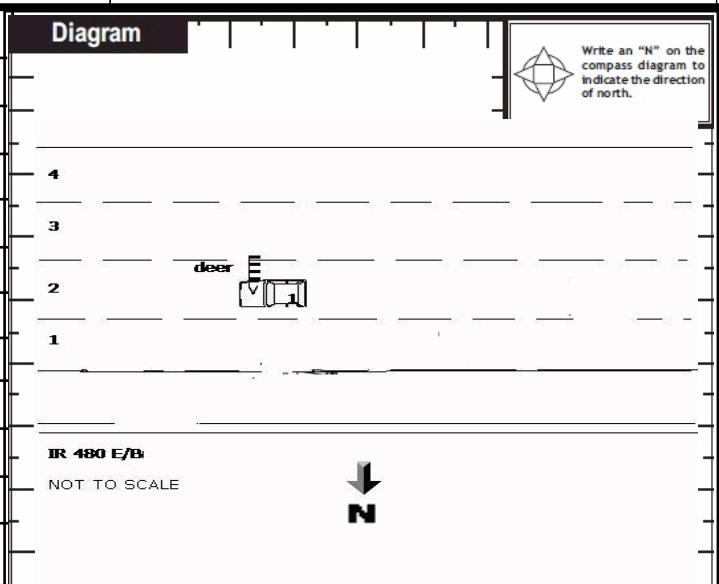 Diagram
Write an “N” on the
compass diagram to
indicate the direction
of north.
4
3
deer
2
1
1
IR 480 E/B
NOT TO SCALE
N